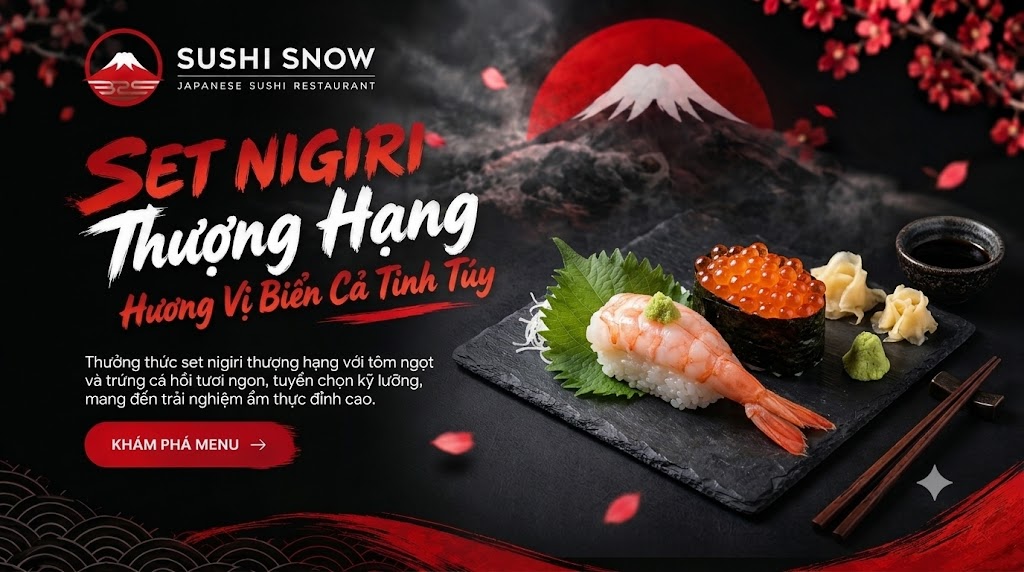 SUSHI SNOW
JAPANESE SUSHI RESTAURANT
SET NIGIRI
Thượng Hạng
Hương Vị Biển Cả Tinh Túy
Thưởng thức set nigiri thượng hạng với tôm ngọt
và trứng cá hồi tươi ngon, tuyển chọn kỹ lưỡng,
mang đến trải nghiệm ẩm thực đỉnh cao.
KHÁM PHÁ MENU →